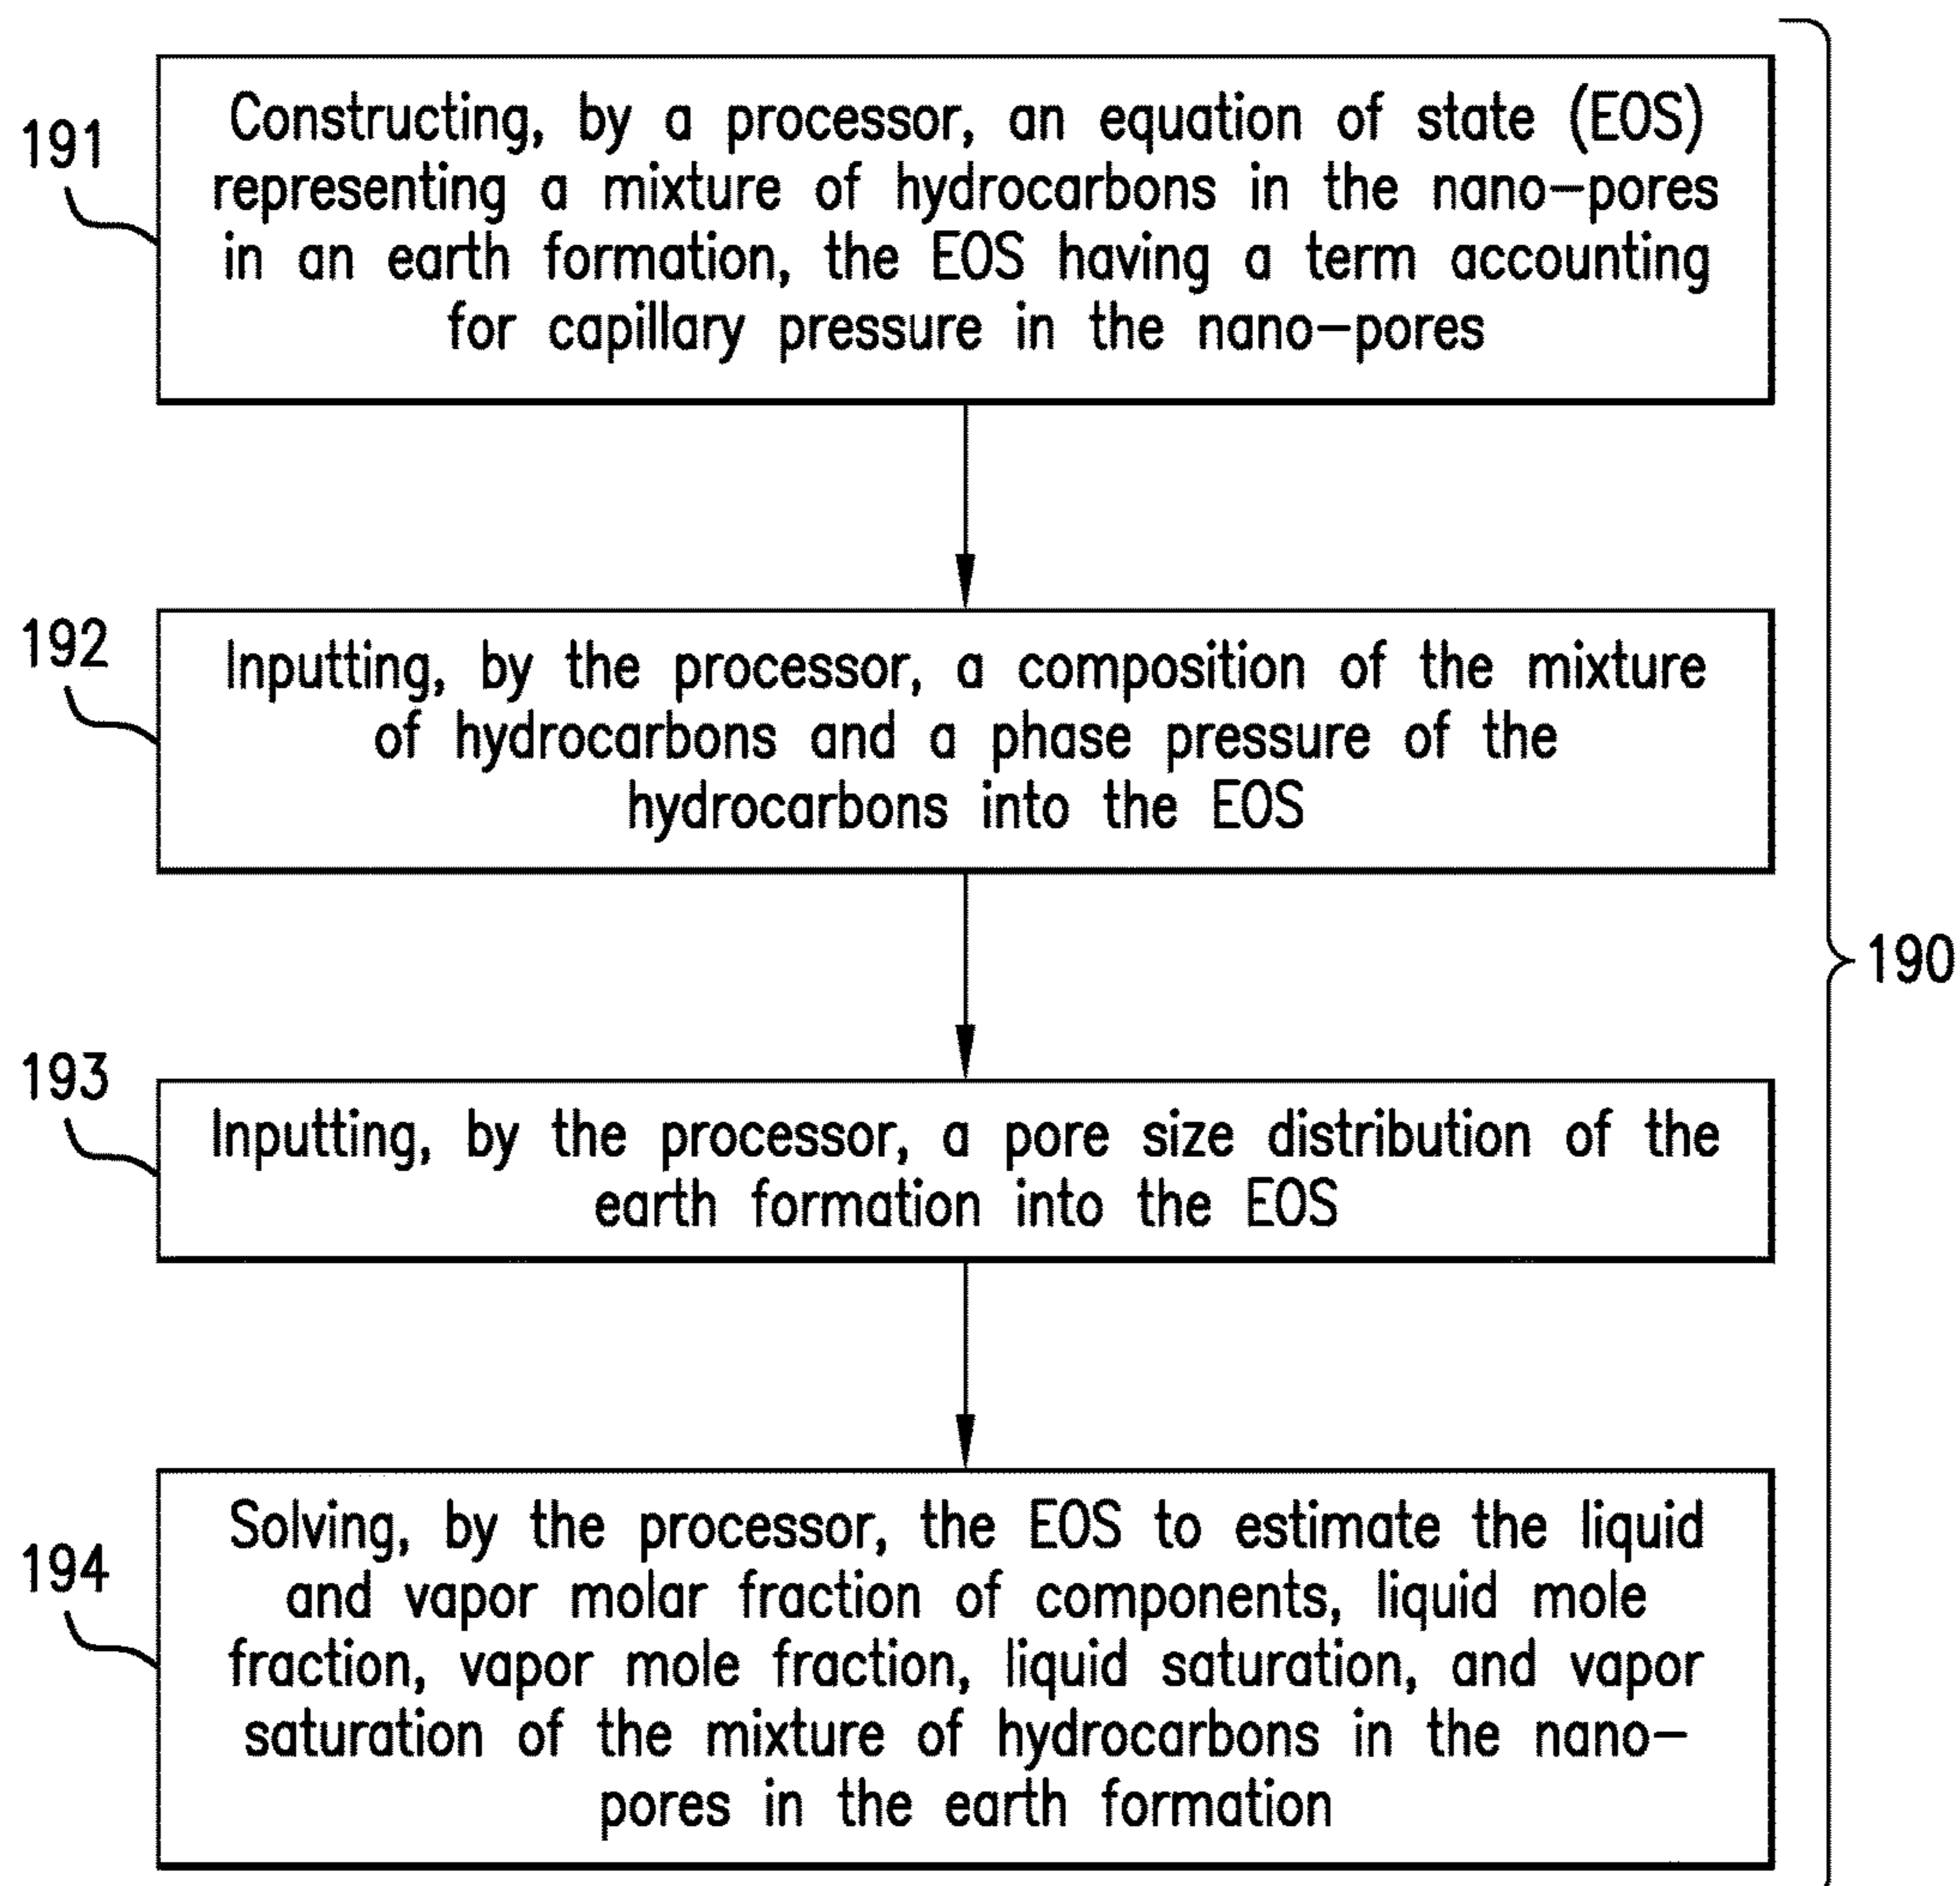 191
Constructing, by a processor, an equation of state (EOS)
representing a mixture of hydrocarbons in the nano-pores
in an earth formation, the EOS having a term accounting
for capillary pressure in the nano-pores
192
Inputting, by the processor, a composition of the mixture
of hydrocarbons and a phase pressure of the
hydrocarbons into the EOS
190
193
Inputting, by the processor, a pore size distribution of the
earth formation into the EOS
194
Solving, by the processor, the EOS to estimate the liquid
and vapor molar fraction of components, liquid mole
fraction, vapor mole fraction, liquid saturation, and vapor
saturation of the mixture of hydrocarbons in the nano-
pores in the earth formation